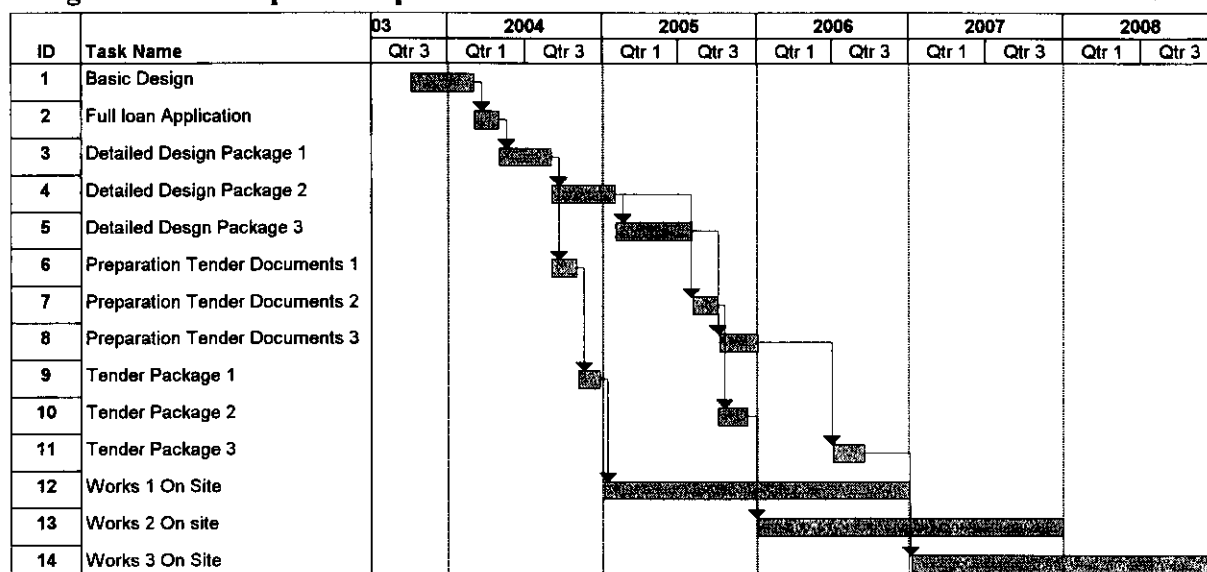 03 2004 2005 2006 2007 2008
ID Task Name Qtr 3 Qtr 1 Qtr 3 Qtr 1 Qtr 3 Qtr 1 Qtr 3 Qtr 1 Qtr 3 Qtr 1 Qtr 3
1 Basic Design
2 Full loan Application
3 Detailed Design Package 1
4 Detailed Design Package 2
5 Detailed Desgn Package 3
6 Preparation Tender Documents 1
7 Preparation Tender Documents 2
8 Preparation Tender Documents 3
9 Tender Package 1
10 Tender Package 2
11 Tender Package 3
12 Works 1 On Site
13 Works 2 On site
14 Works 3 On Site